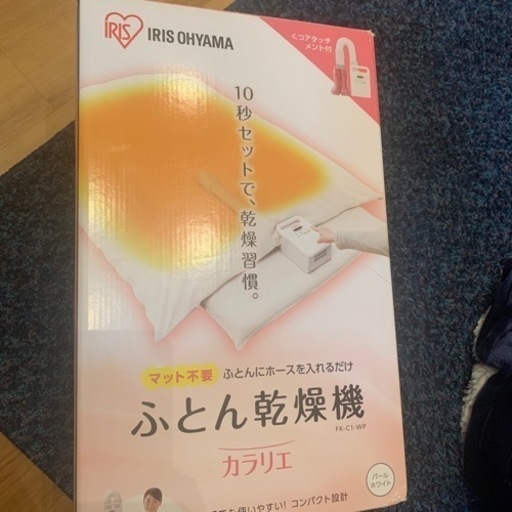 IRIS
IRIS OHYAMA
くつアタッチ
メント付
10秒セットで、乾燥習慣。
マット不要 ふとんにホースを入れるだけ
ふとん乾燥機
FK-C1-WP
カラリエ
パール
ホワイト
も使いやすい! コンパクト設計